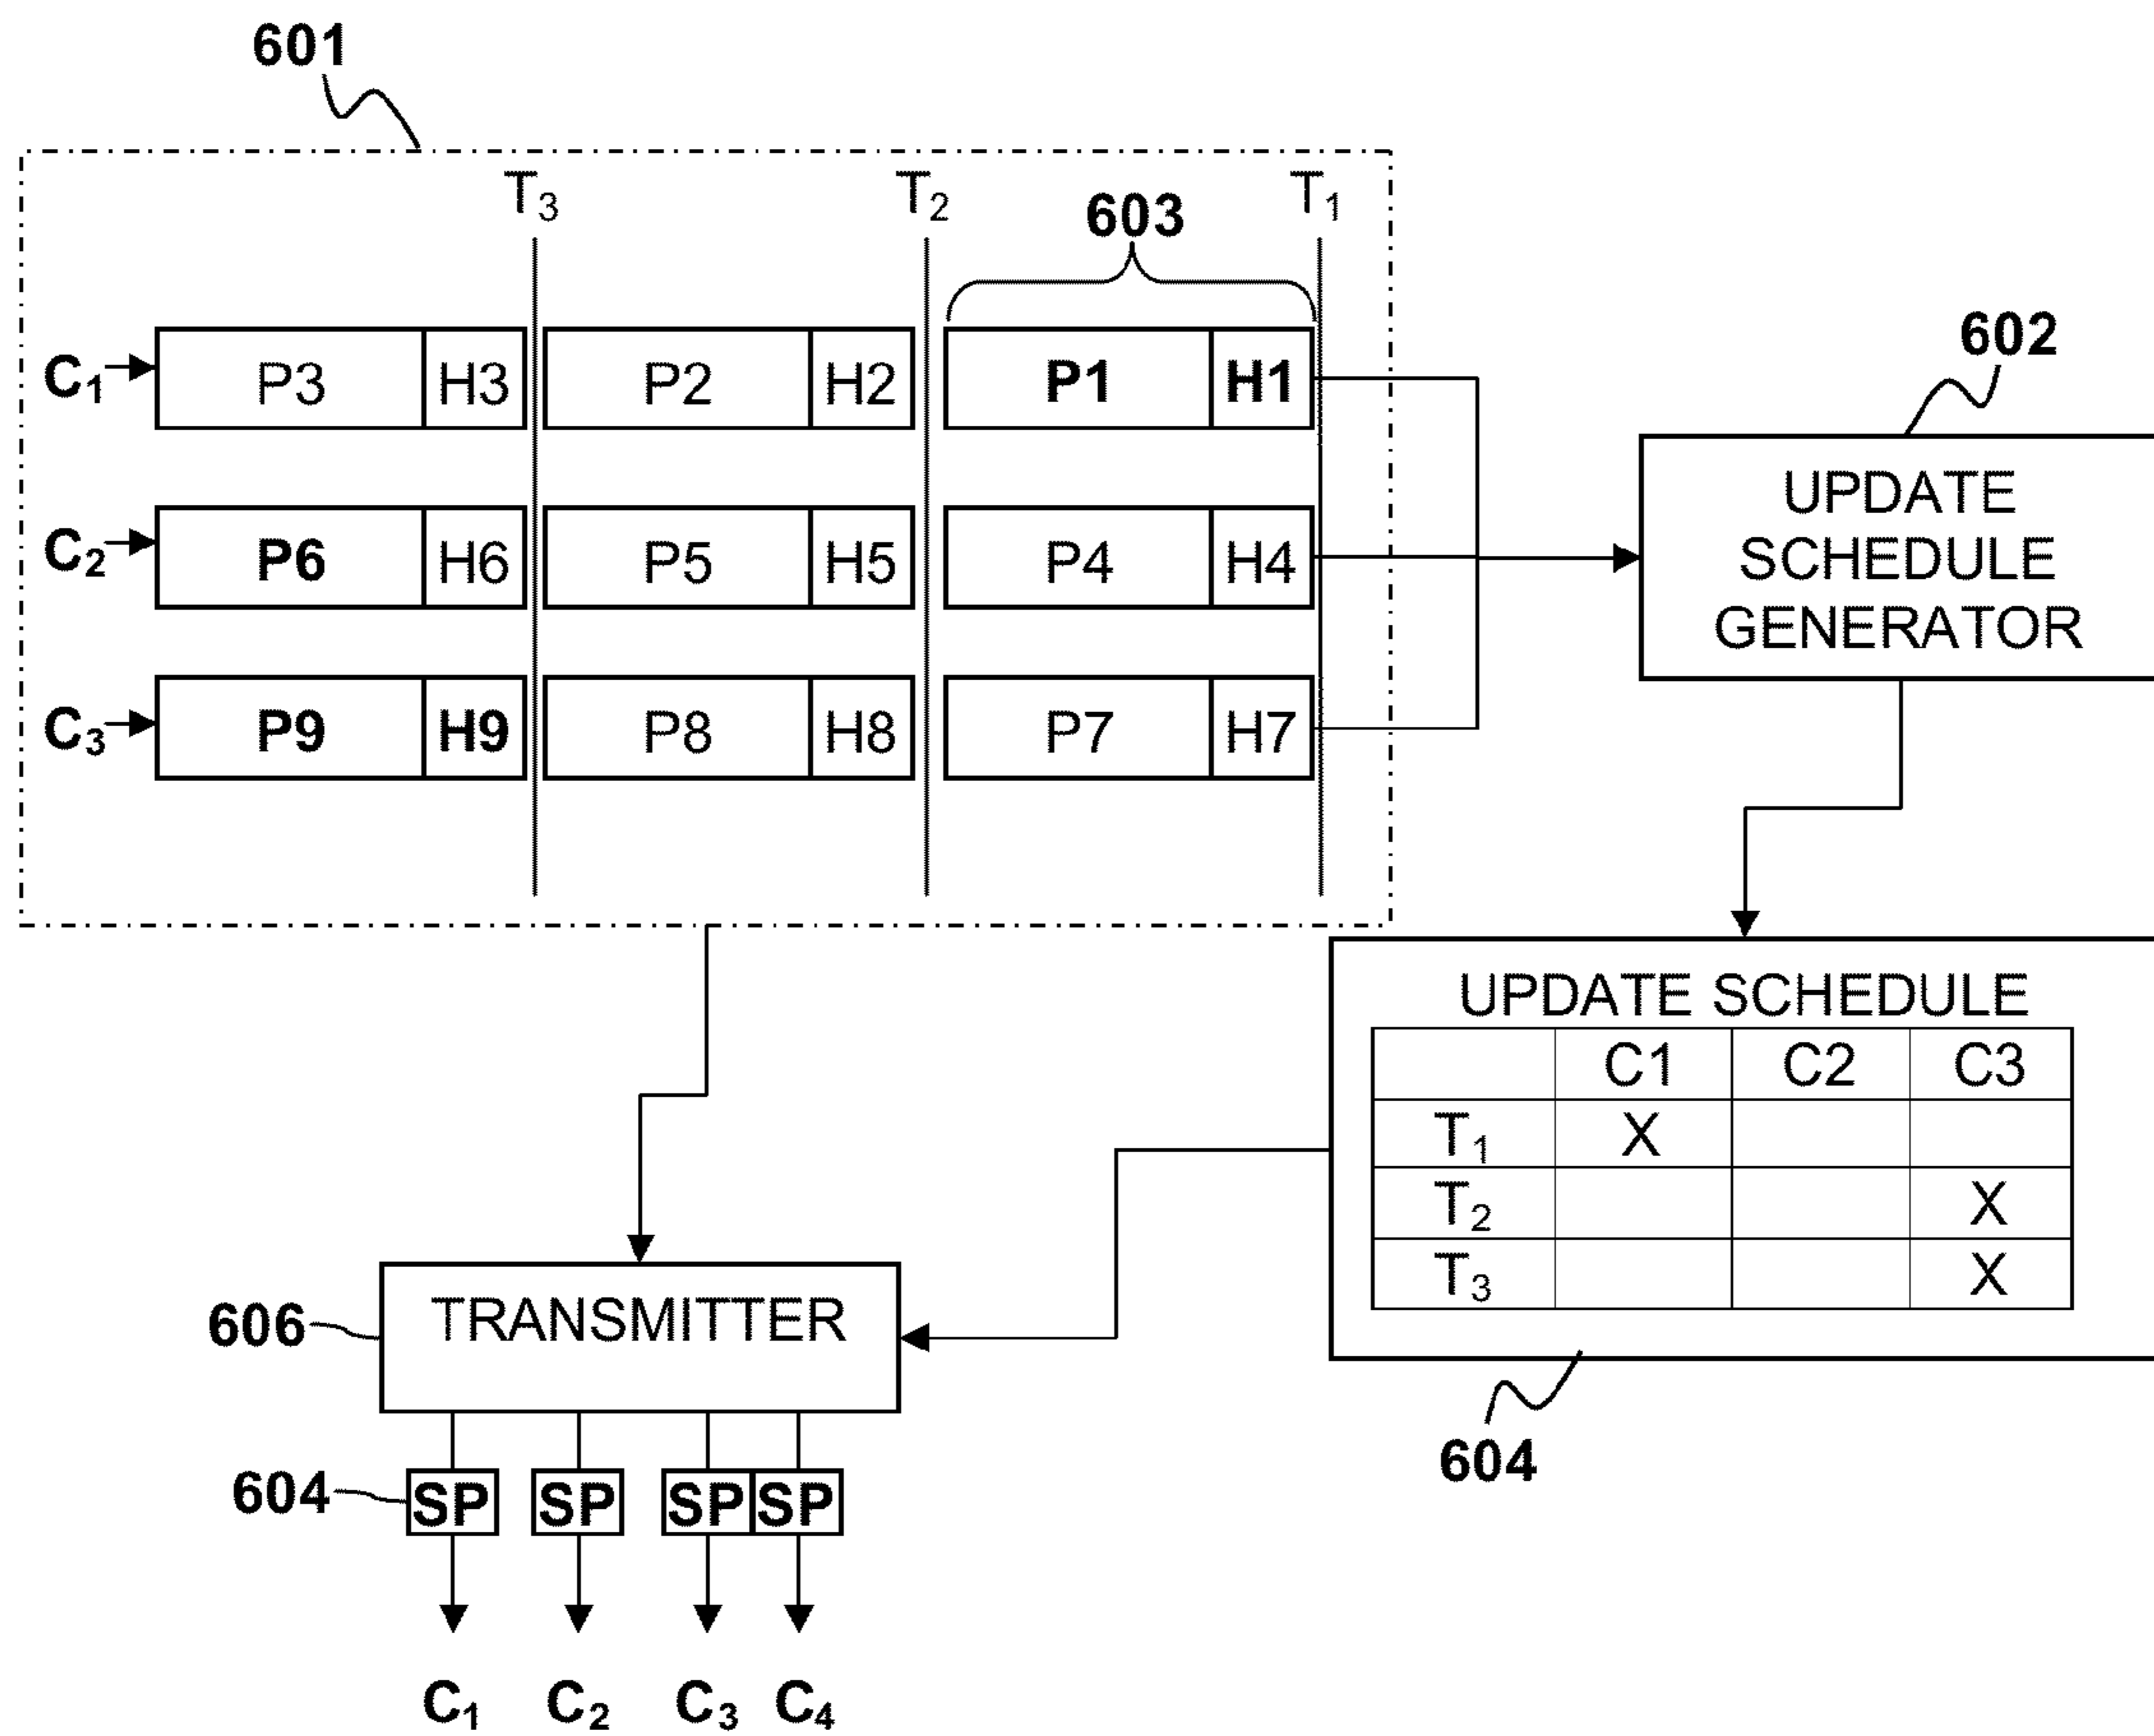 601
T3 T2 T1
603
602
C1 P3 H3 P2 H2 P1 H1
C2 P6 H6 P5 H5 P4 H4
C3 P9 H9 P8 H8 P7 H7
UPDATE
SCHEDULE
GENERATOR
UPDATE SCHEDULE
C1 C2 C3
T1 X
T2 X
T3 X
604
606
TRANSMITTER
604
SP SP SP SP
C1 C2 C3 C4